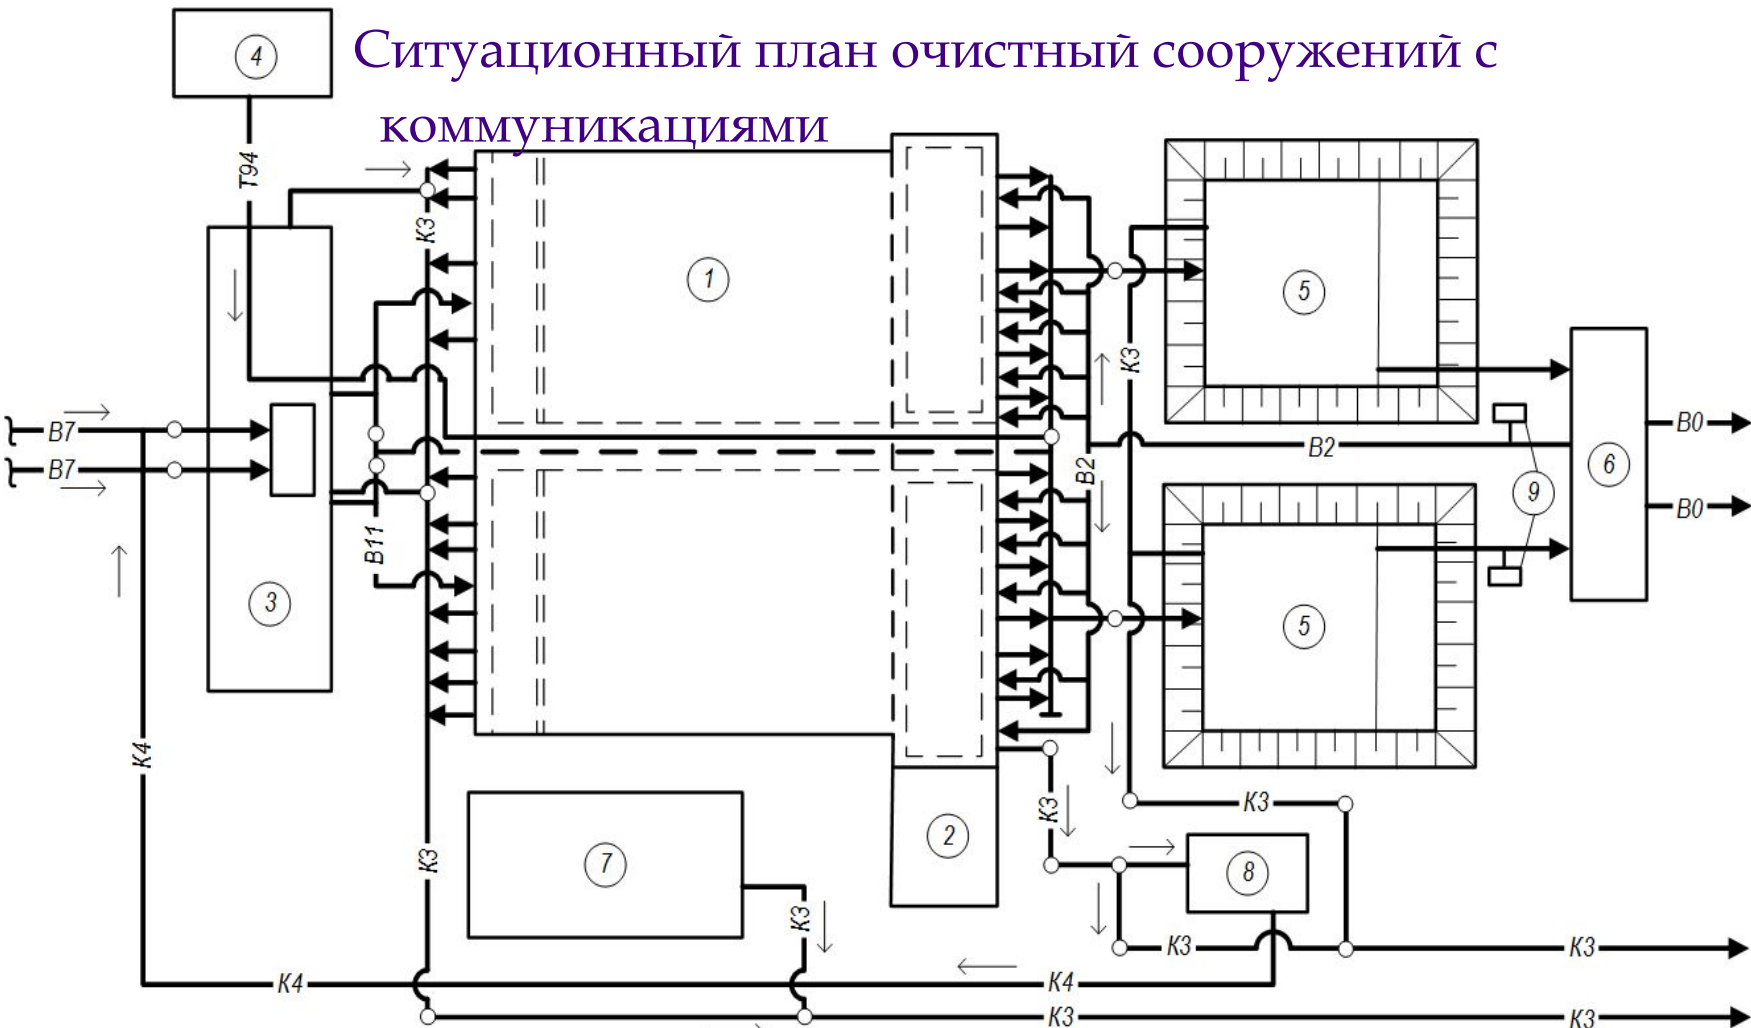 Ситуационный план очистный сооружений с
коммуникациями
4
Т94
К3
1
5
К3
В7
В7
В2
В2
В0
В0
6
9
В11
3
5
К4
К3
7
К3
2
К3
К3
8
К3
К3
К4
К4
К3
К3